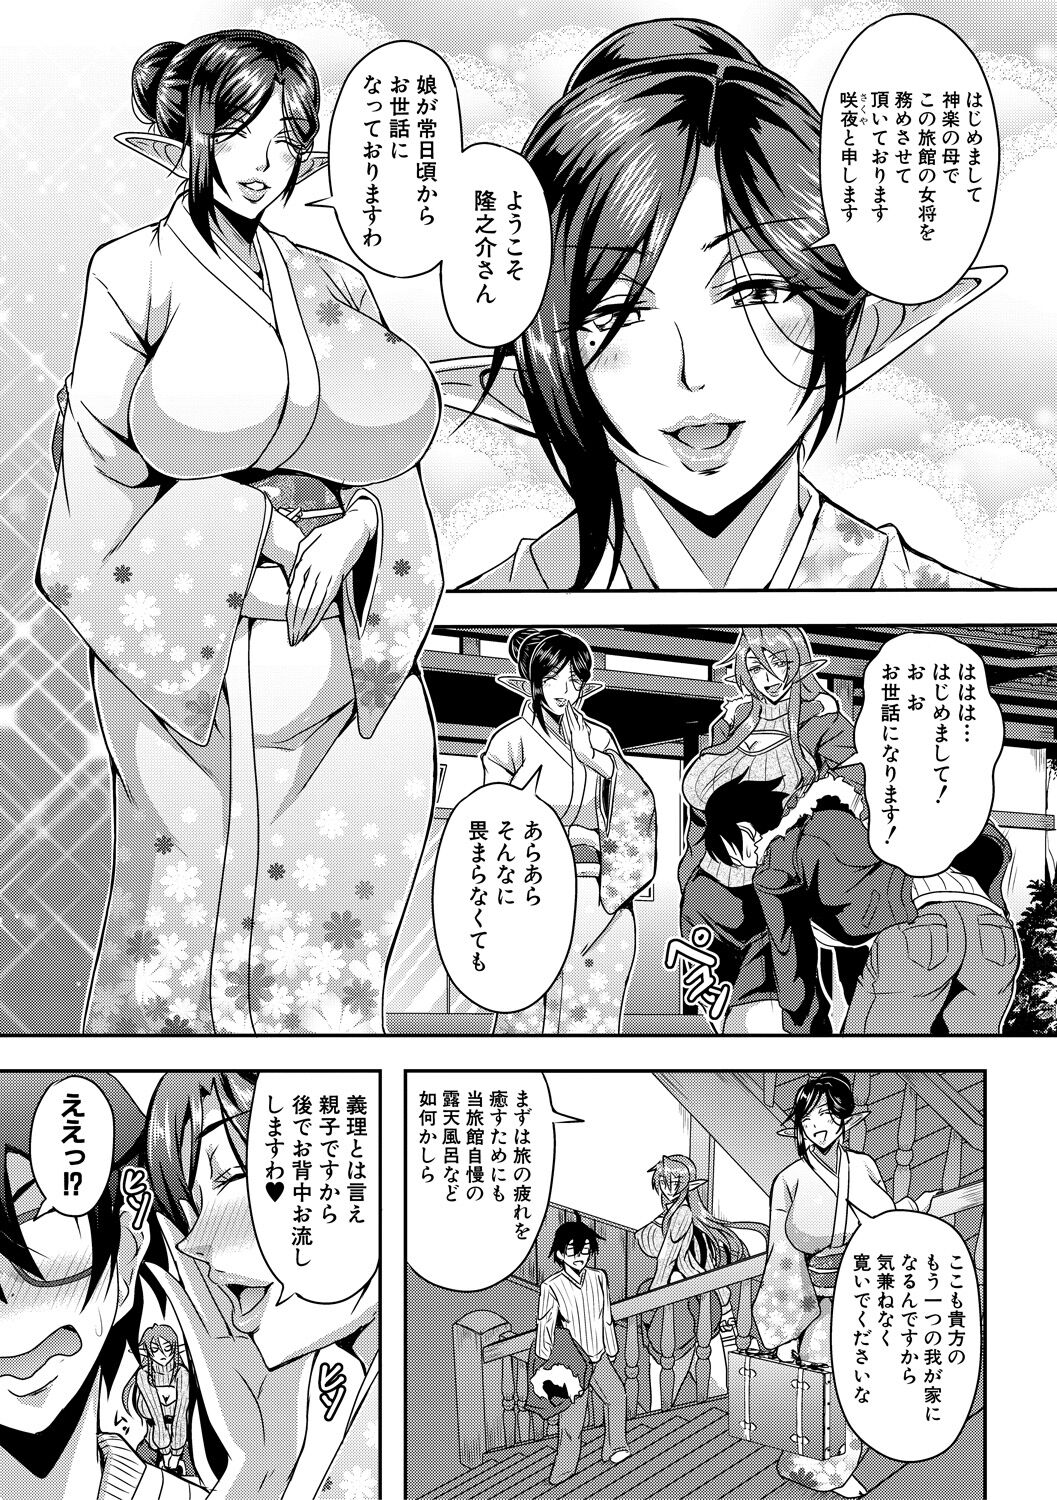 はじめまして
神楽の母で
この旅館の女将を
務めさせて
頂いております
咲夜と申します
さくや
ようこそ
隆之介さん
娘が常日頃から
お世話に
なっておりますわ
ははは…
はじめまして！
お　お
お世話になります！
あらあら
そんなに
畏まらなくても
ペコッ
ここも貴方の
もう一つの我が家に
なるんですから
気兼ねなく
寛いでくださいな
まずは旅の疲れを
癒すためにも
当旅館自慢の
露天風呂など
如何かしら
義理とは言え
親子ですから
後でお背中お流し
しますわ♥
ヒソ
ヒソ
ええっ!?